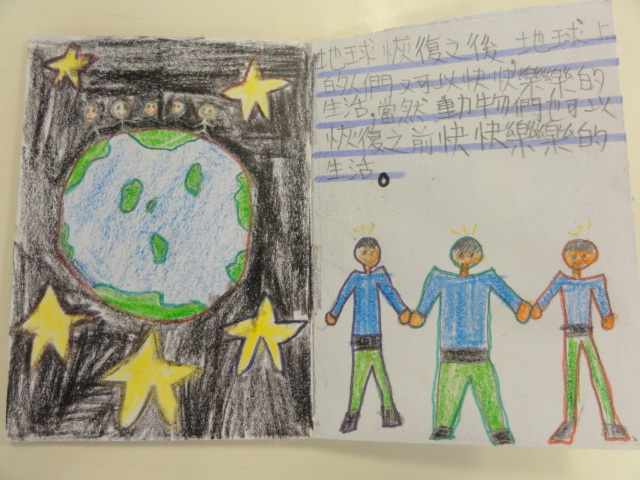 地球恢復之後,地球上
的人們又可以快快樂樂的
生活,當然動物們也可以
恢復之前快快樂樂的
生活。